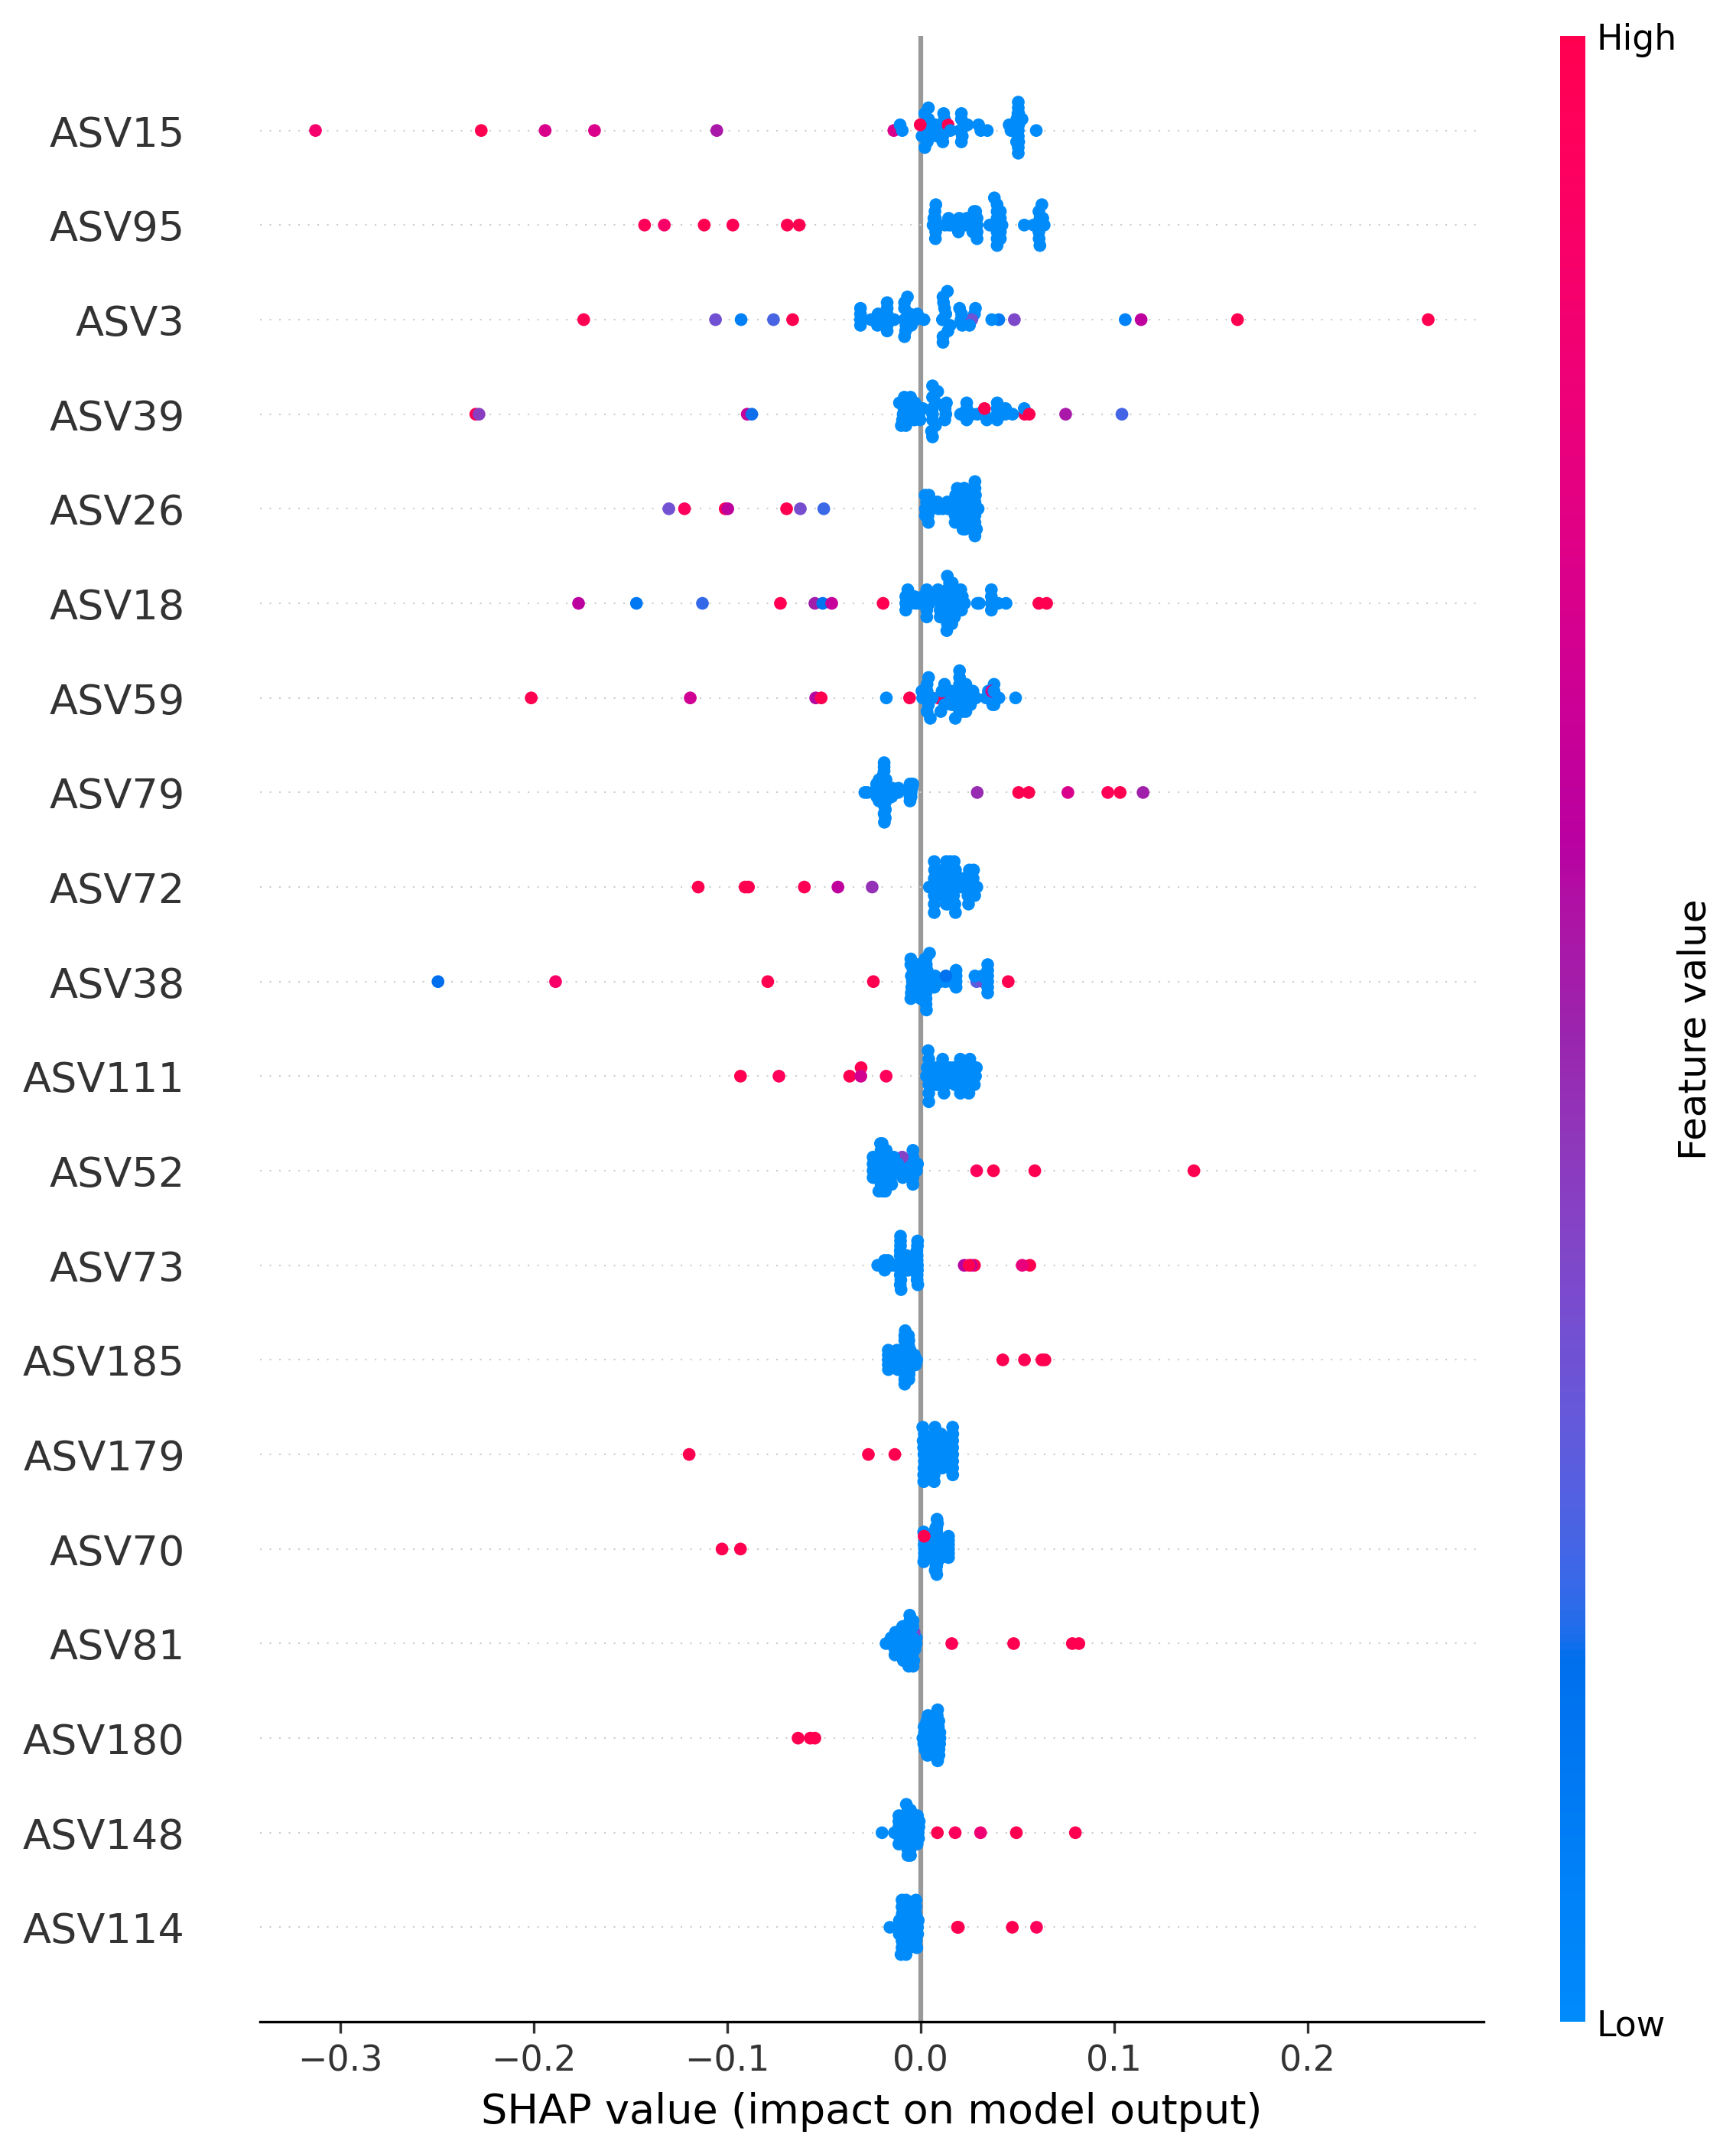 High
ASV15
ASV95
ASV3
ASV39
ASV26
ASV18
ASV59
ASV79
ASV72
ASV38
ASV111
ASV52
ASV73
ASV185
ASV179
ASV70
ASV81
ASV180
ASV148
ASV114
Feature value
Low
−0.3 −0.2 −0.1 0.0 0.1 0.2
SHAP value (impact on model output)